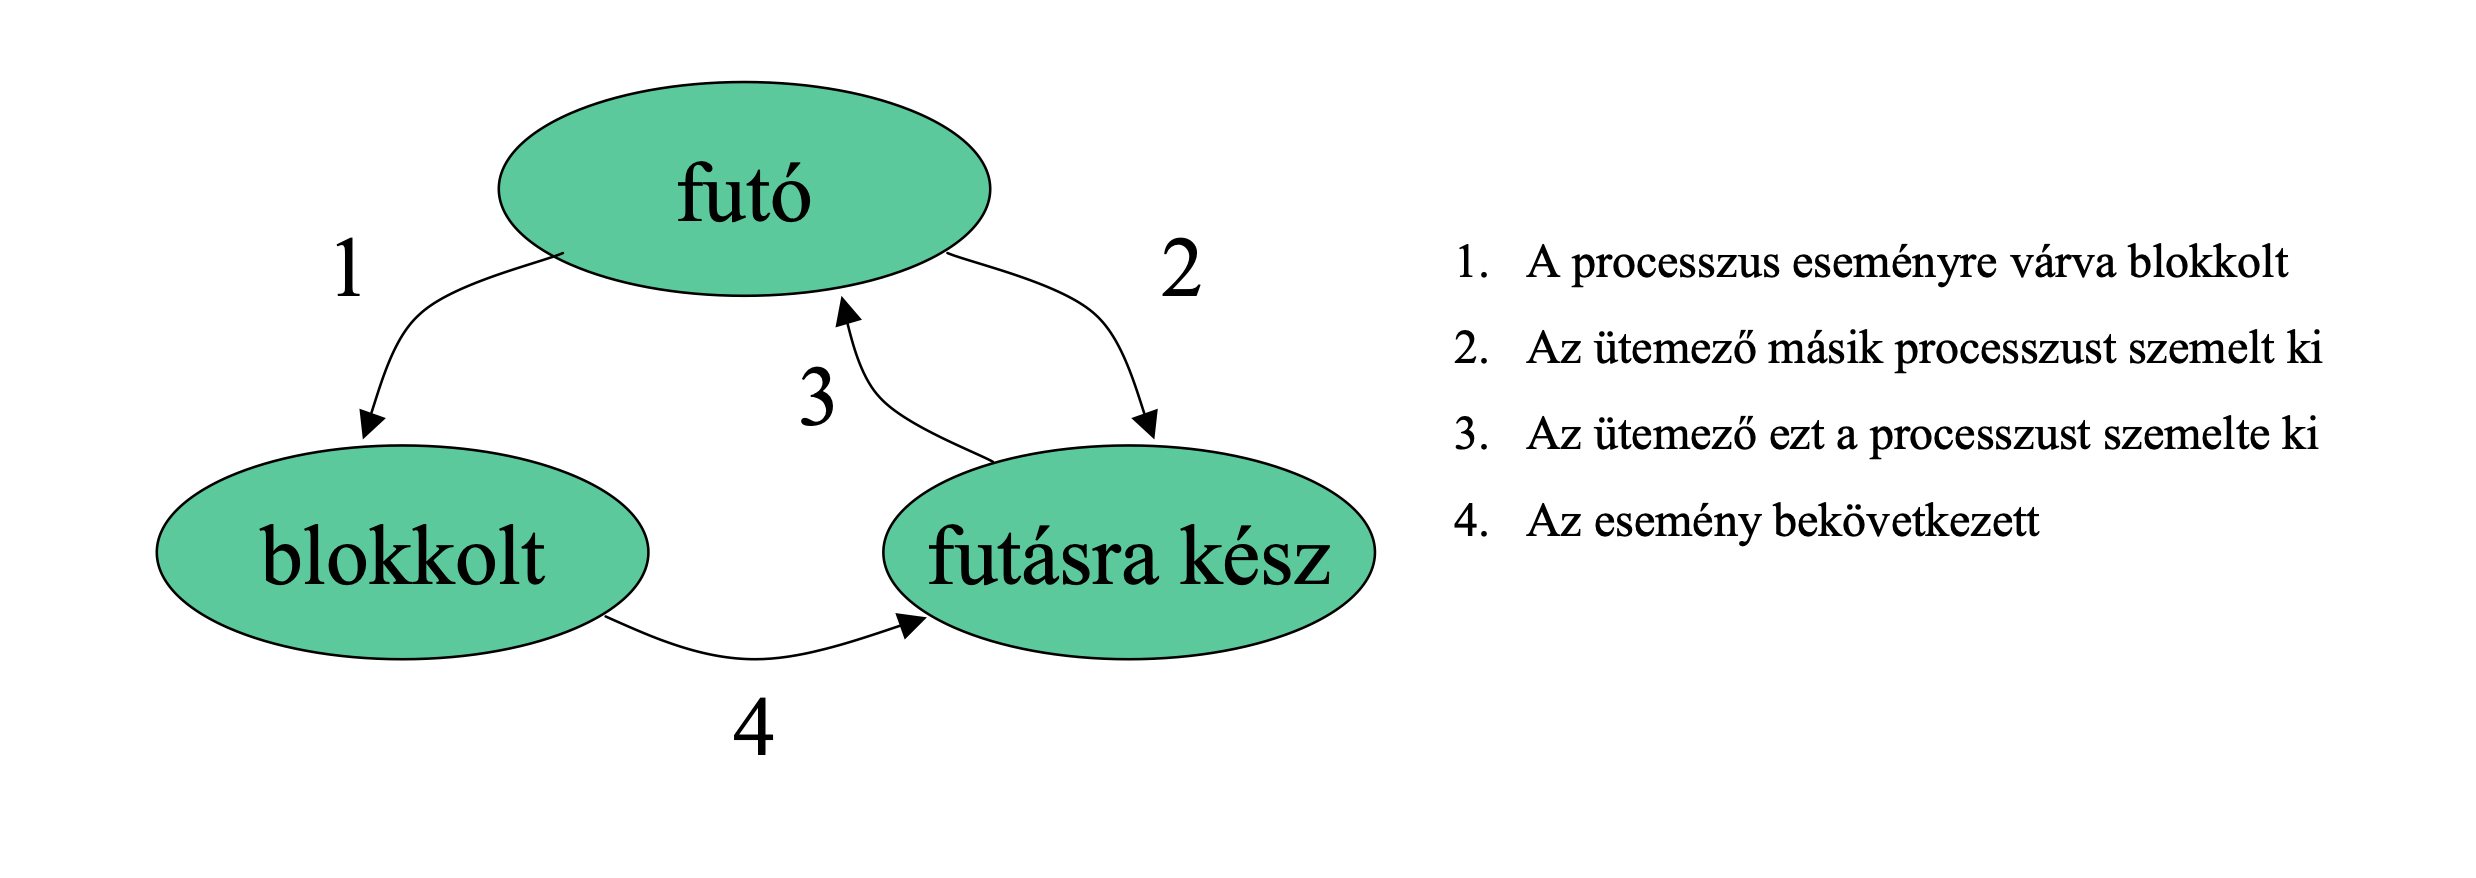 futó
1
2
3
blokkolt
futásra kész
4
1. A processzus eseményre várva blokkolt
2. Az ütemező másik processzust szemelt ki
3. Az ütemező ezt a processzust szemelte ki
4. Az esemény bekövetkezett